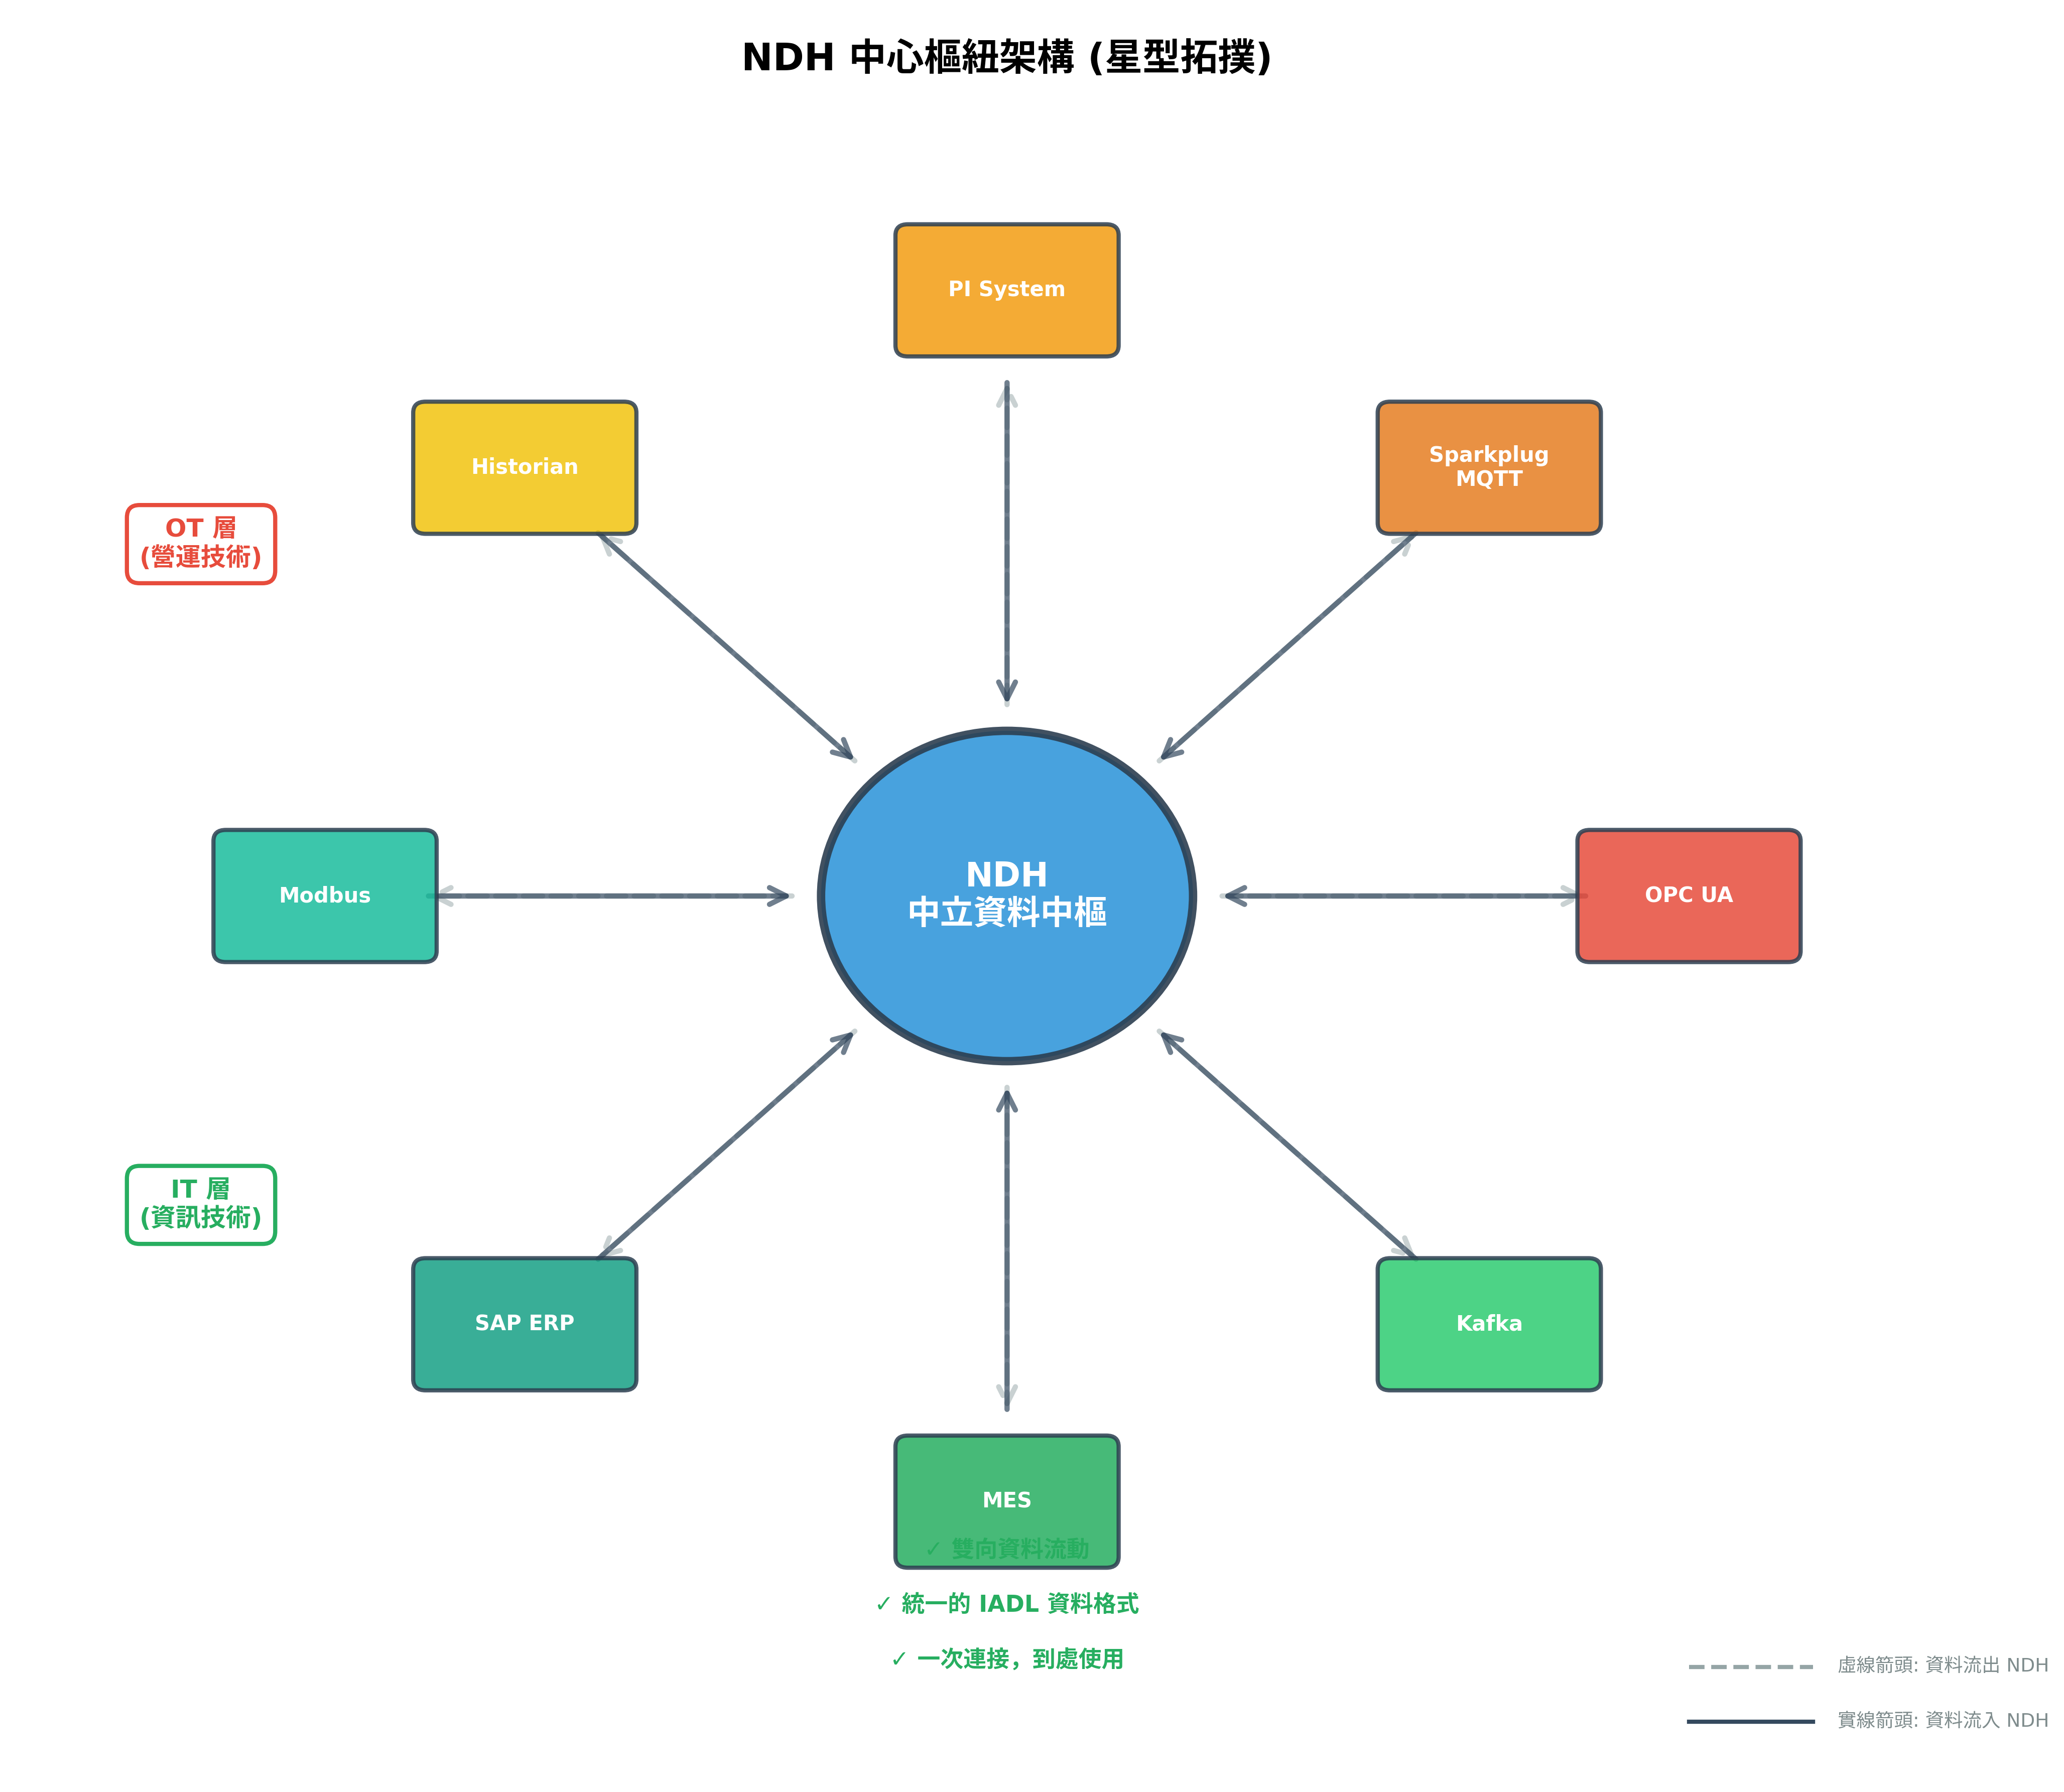 NDH 中心樞紐架構 (星型拓撲)
PI System
Historian
Sparkplug
MQTT
OT 層
(營運技術)
Modbus
NDH
中立資料中樞
OPC UA
IT 層
(資訊技術)
SAP ERP
Kafka
MES
✓ 雙向資料流動
✓ 統一的 IADL 資料格式
✓ 一次連接，到處使用
虛線箭頭: 資料流出 NDH
實線箭頭: 資料流入 NDH